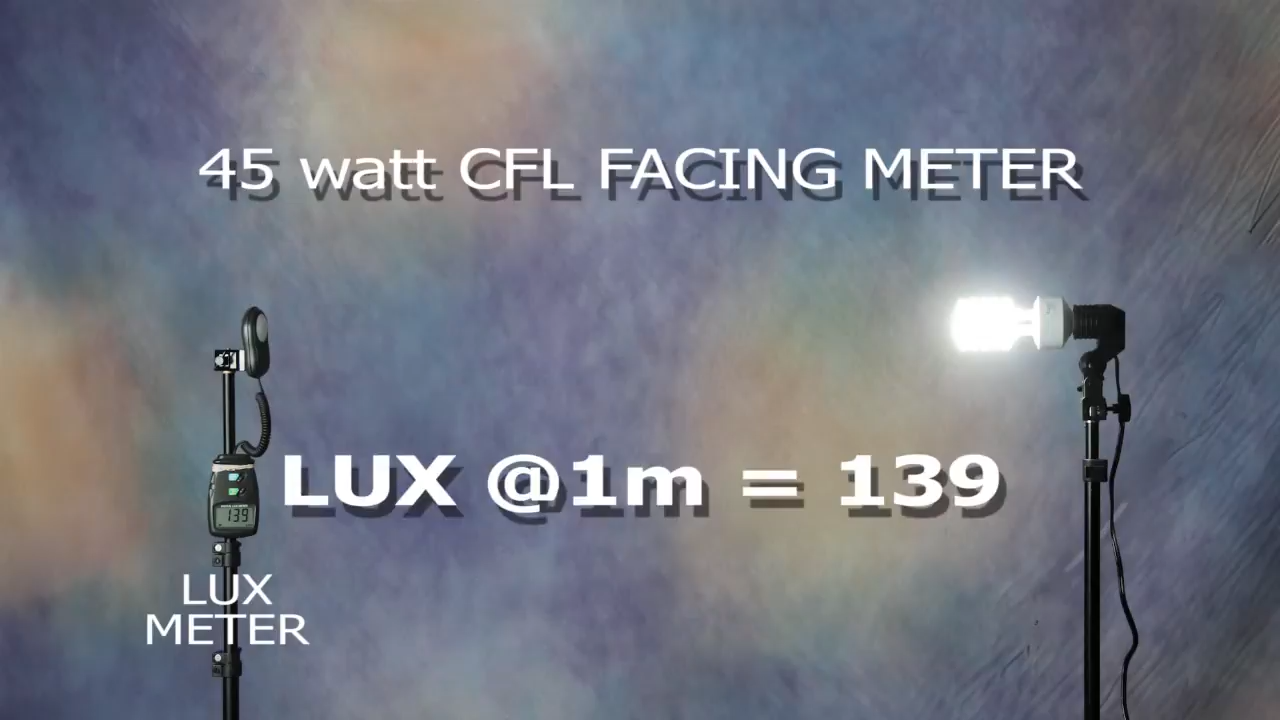 45 watt CFL FACING METER
LUX @1m = 139
139
LUX
METER